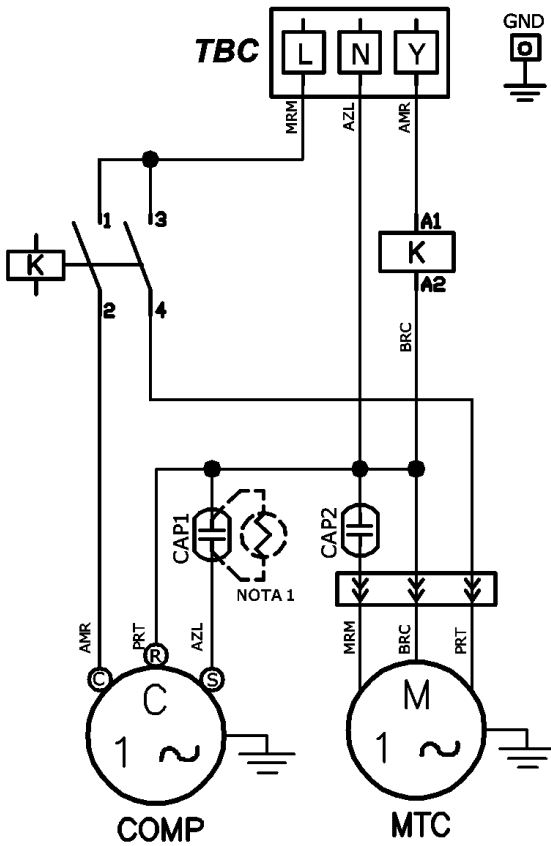 GND
TBC L N Y
MRM AZL AMR
1 3
A1
K K
A2
2 4
BRC
CAP1 CAP2
NOTA 1
AMR PRT AZL MRM BRC PRT
R
C S
C M
1 1
COMP MTC